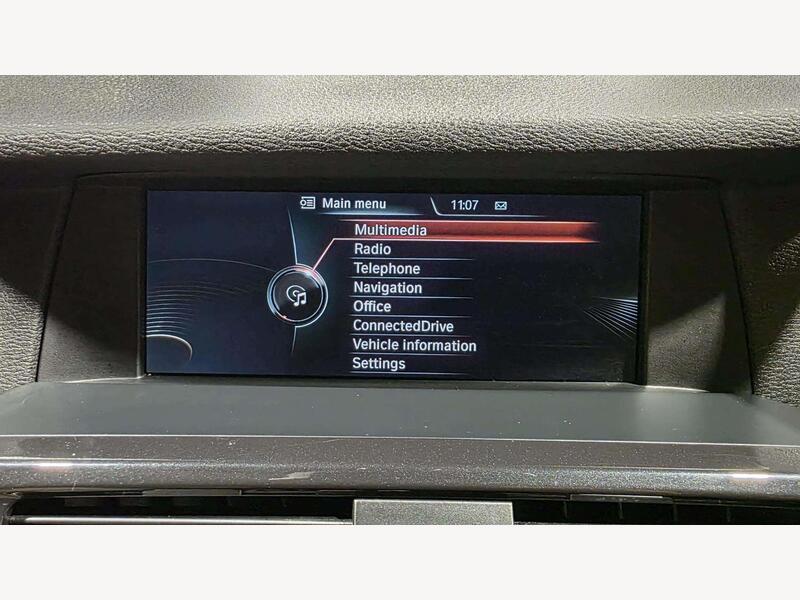 Main menu 11:07
Multimedia
Radio
Telephone
Navigation
Office
ConnectedDrive
Vehicle information
Settings